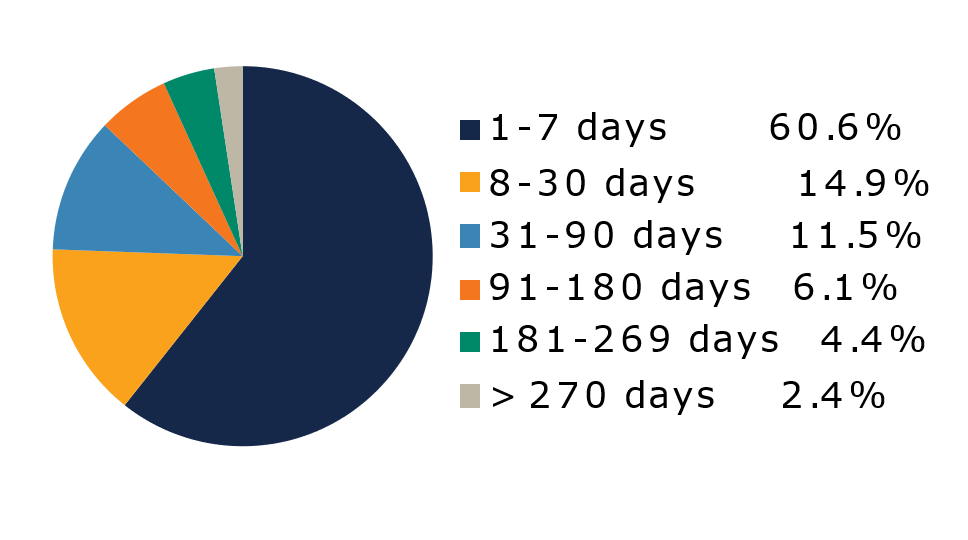 1-7 days 60.6%
8-30 days 14.9%
31-90 days 11.5%
91-180 days 6.1%
181-269 days 4.4%
> 270 days 2.4%